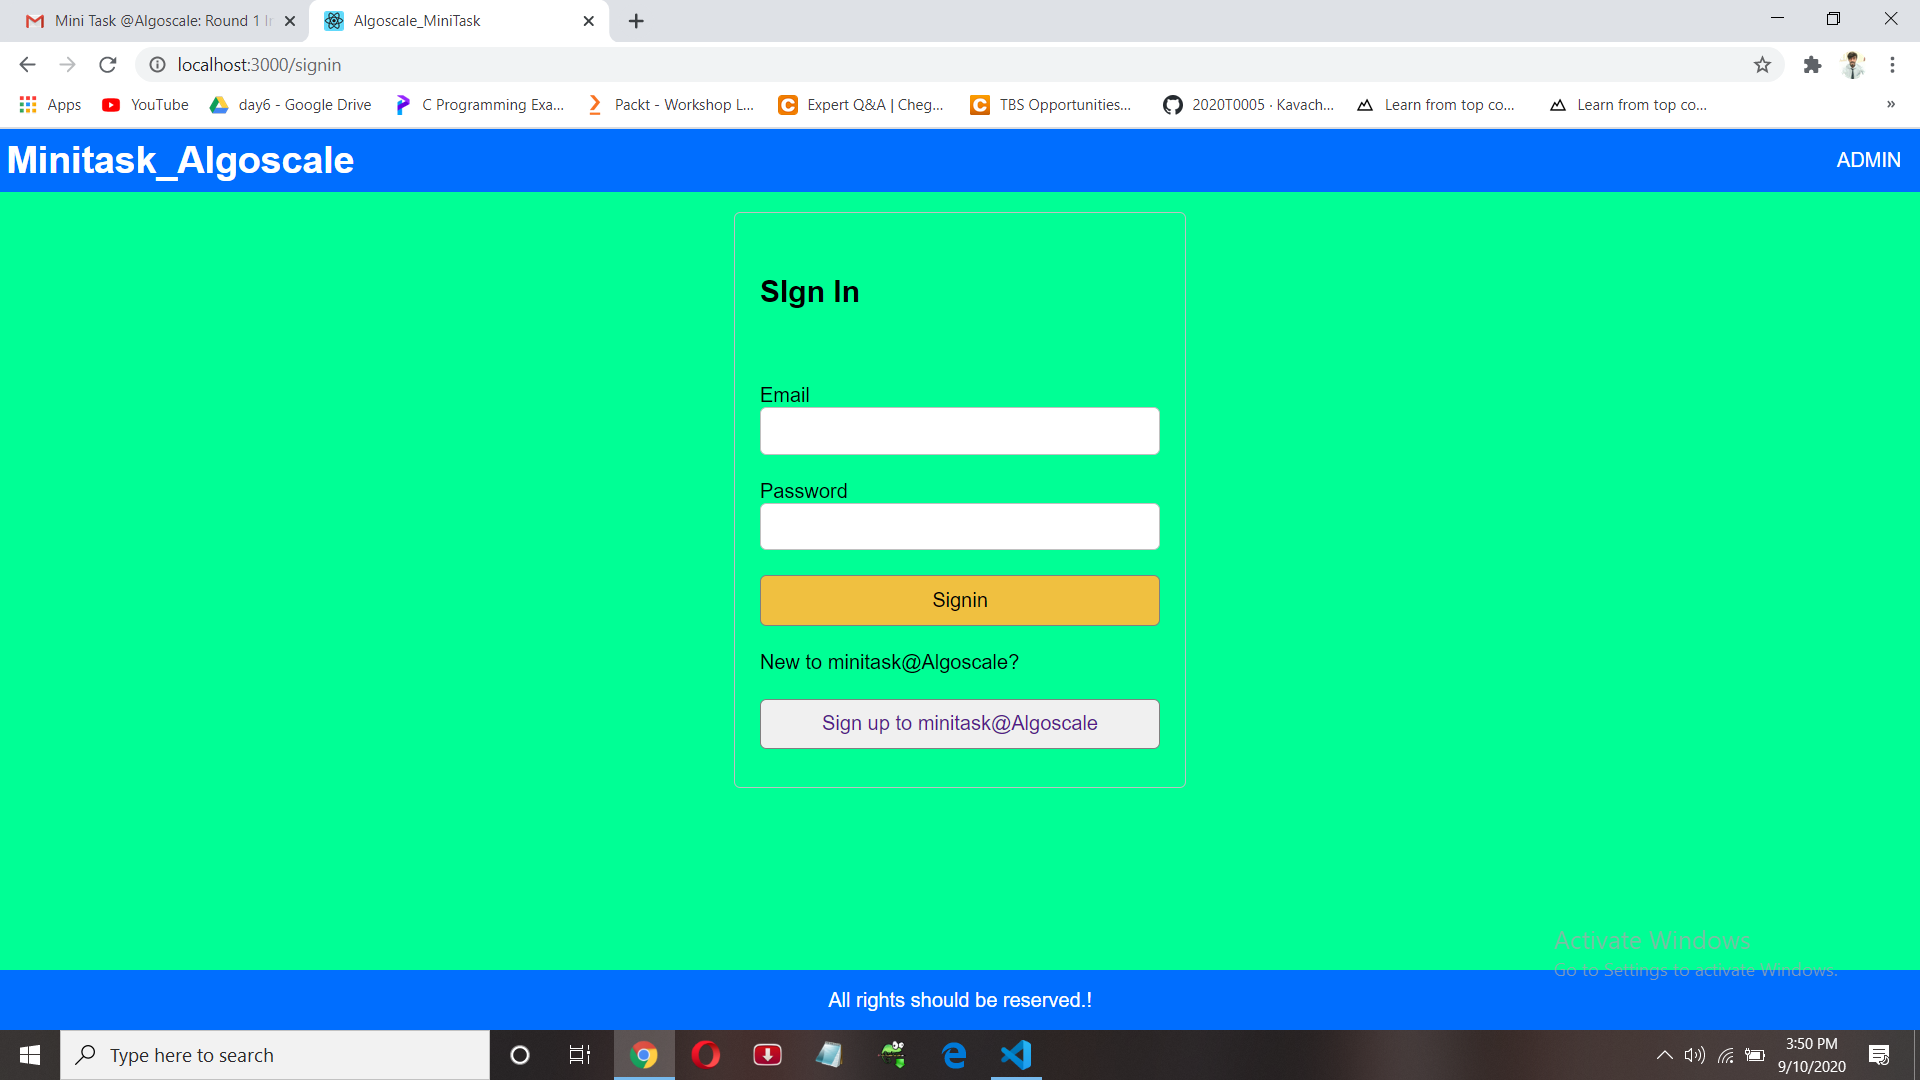 Mini Task @Algoscale: Round 1
Algoscale_MiniTask
localhost:3000/signin
Apps
YouTube
day6 - Google Drive
C Programming Exa...
Packt - Workshop L...
Expert Q&A | Cheg...
TBS Opportunities...
2020T0005 · Kavach...
Learn from top co...
Learn from top co...
»
Minitask_Algoscale
ADMIN
SIgn In
Email
Password
Signin
New to minitask@Algoscale?
Sign up to minitask@Algoscale
Activate Windows
Go to Settings to activate Windows.
All rights should be reserved.!
Type here to search
3:50 PM
9/10/2020